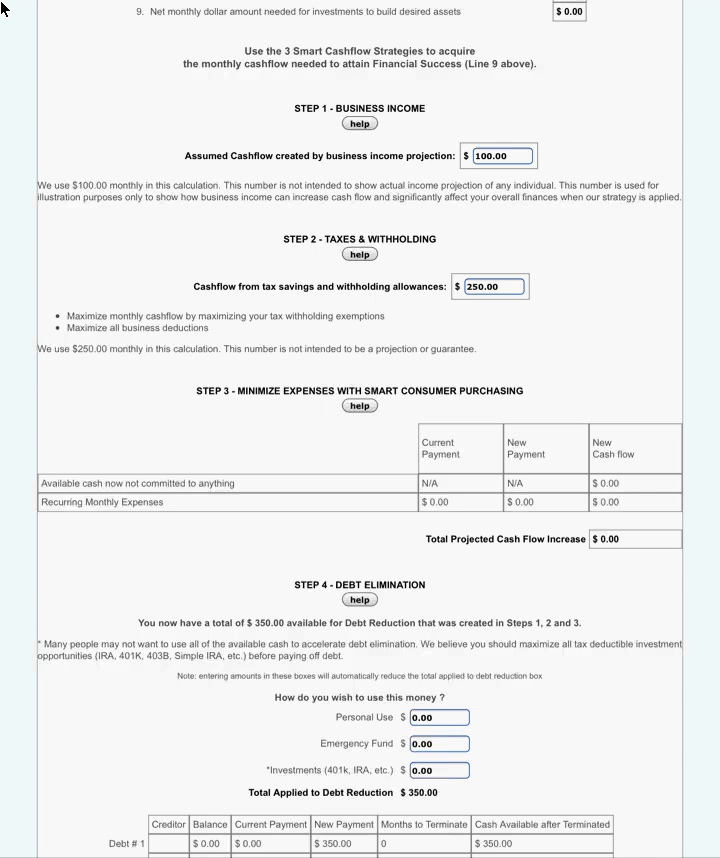 9. Net monthly dollar amount needed for investments to build desired assets $ 0.00
Use the 3 Smart Cashflow Strategies to acquire
the monthly cashflow needed to attain Financial Success (Line 9 above).
STEP 1 - BUSINESS INCOME
help
Assumed Cashflow created by business income projection: $ 100.00
We use $100.00 monthly in this calculation. This number is not intended to show actual income projection of any individual. This number is used for
illustration purposes only to show how business income can increase cash flow and significantly affect your overall finances when our strategy is applied.
STEP 2 - TAXES & WITHHOLDING
help
Cashflow from tax savings and withholding allowances: $ 250.00
• Maximize monthly cashflow by maximizing your tax withholding exemptions
• Maximize all business deductions
We use $250.00 monthly in this calculation. This number is not intended to be a projection or guarantee.
STEP 3 - MINIMIZE EXPENSES WITH SMART CONSUMER PURCHASING
help
Current New New
Payment Payment Cash flow
Available cash now not committed to anything N/A N/A $ 0.00
Recurring Monthly Expenses $ 0.00 $ 0.00 $ 0.00
Total Projected Cash Flow Increase $ 0.00
STEP 4 - DEBT ELIMINATION
help
You now have a total of $ 350.00 available for Debt Reduction that was created in Steps 1, 2 and 3.
* Many people may not want to use all of the available cash to accelerate debt elimination. We believe you should maximize all tax deductible investment
opportunities (IRA, 401K, 403B, Simple IRA, etc.) before paying off debt.
Note: entering amounts in these boxes will automatically reduce the total applied to debt reduction box
How do you wish to use this money ?
Personal Use $ 0.00
Emergency Fund $ 0.00
*Investments (401k, IRA, etc.) $ 0.00
Total Applied to Debt Reduction $ 350.00
Creditor Balance Current Payment New Payment Months to Terminate Cash Available after Terminated
Debt # 1 $ 0.00 $ 0.00 $ 350.00 0 $ 350.00